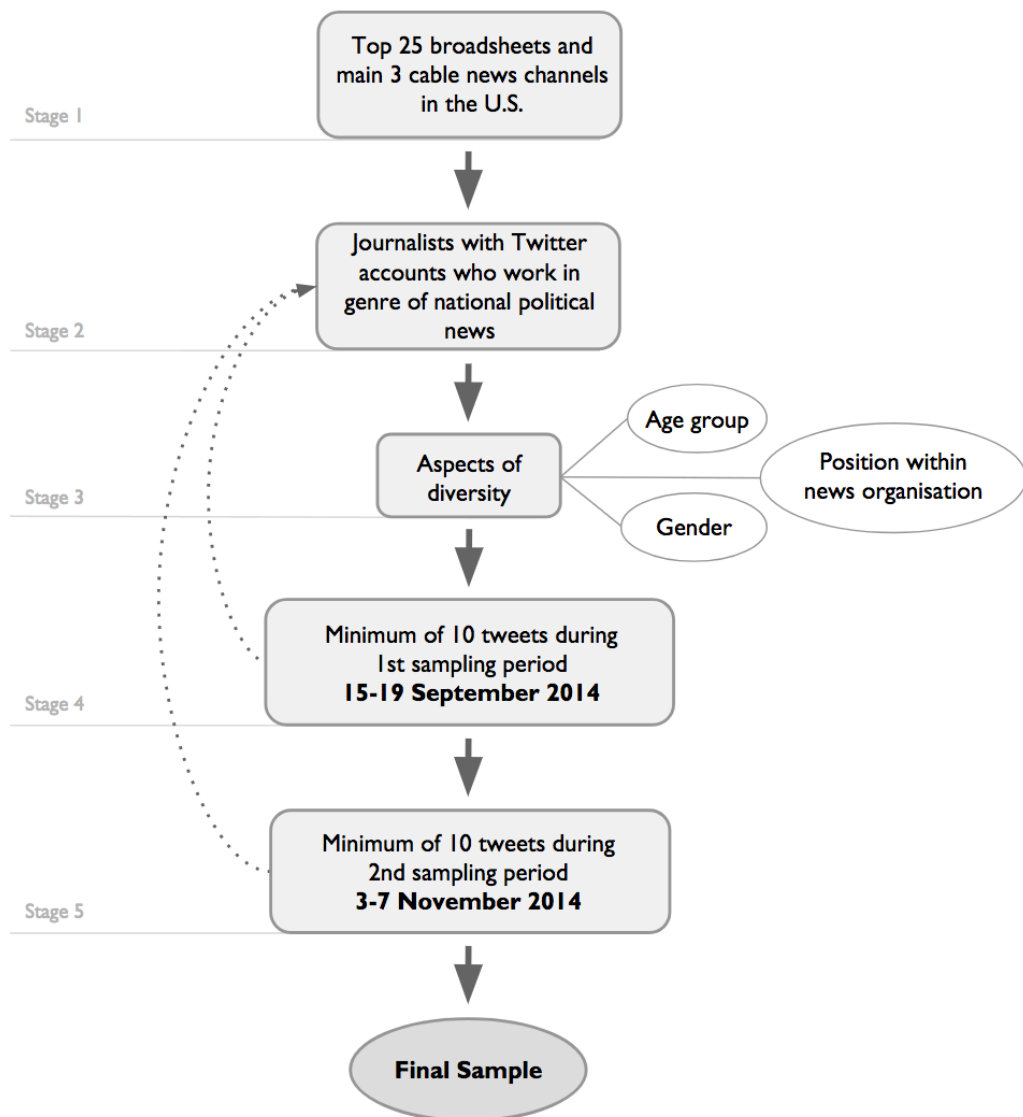 Top 25 broadsheets and
main 3 cable news channels
in the U.S.
Stage 1
Journalists with Twitter
accounts who work in
genre of national political
news
Stage 2
Age group
Aspects of
diversity
Position within
news organisation
Gender
Stage 3
Minimum of 10 tweets during
1st sampling period
15-19 September 2014
Stage 4
Minimum of 10 tweets during
2nd sampling period
3-7 November 2014
Stage 5
Final Sample